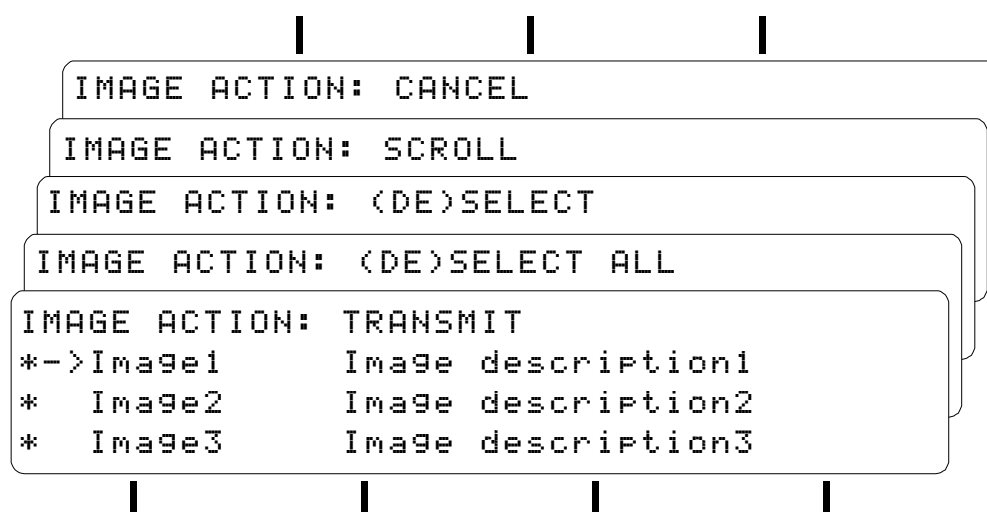 IMAGE ACTION: CANCEL
IMAGE ACTION: SCROLL
IMAGE ACTION: (DE)SELECT
IMAGE ACTION: (DE)SELECT ALL
IMAGE ACTION: TRANSMIT
*->Image1 Image description1
* Image2 Image description2
* Image3 Image description3